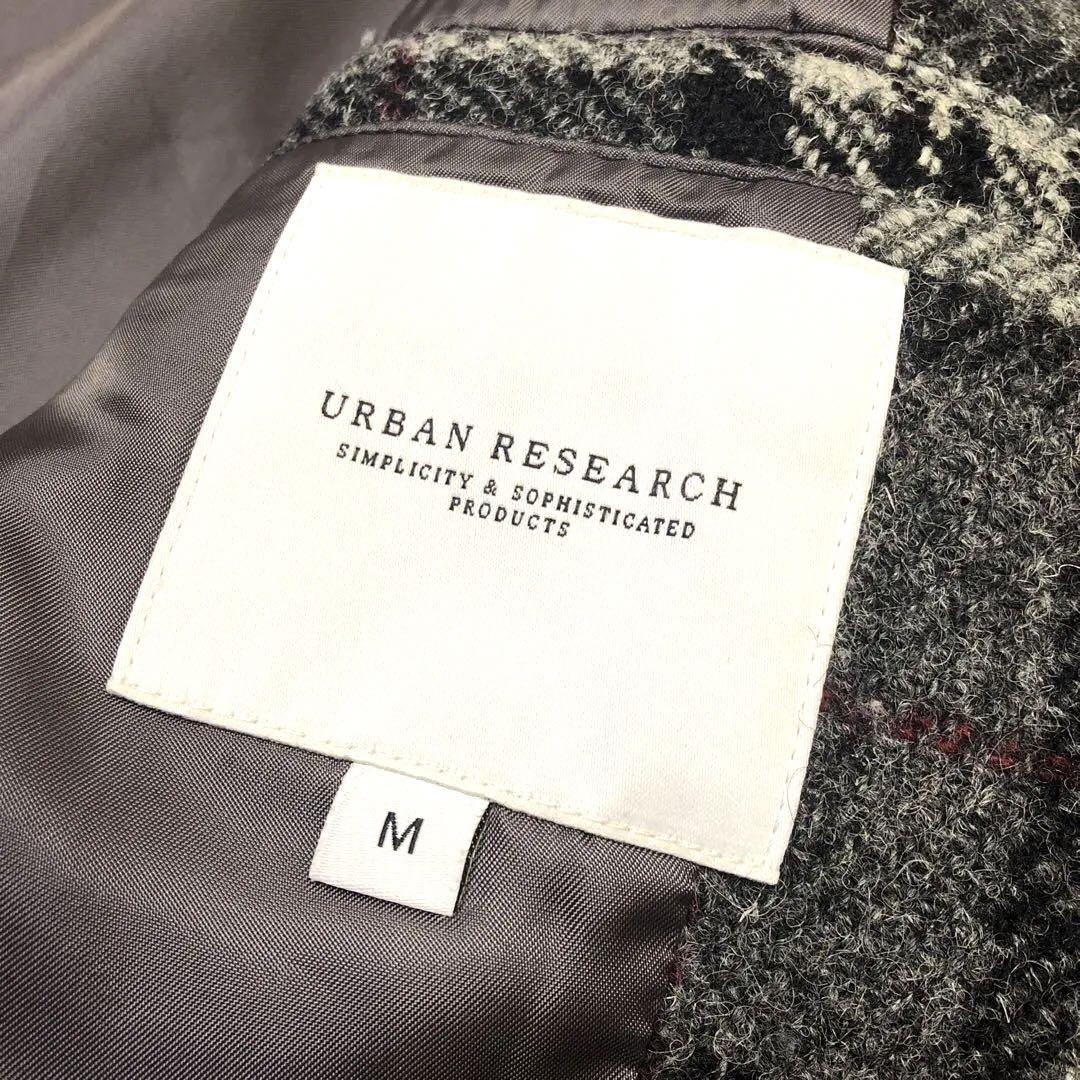 URBAN RESEARCH
SIMPLICITY & SOPHISTICATED
PRODUCTS
M